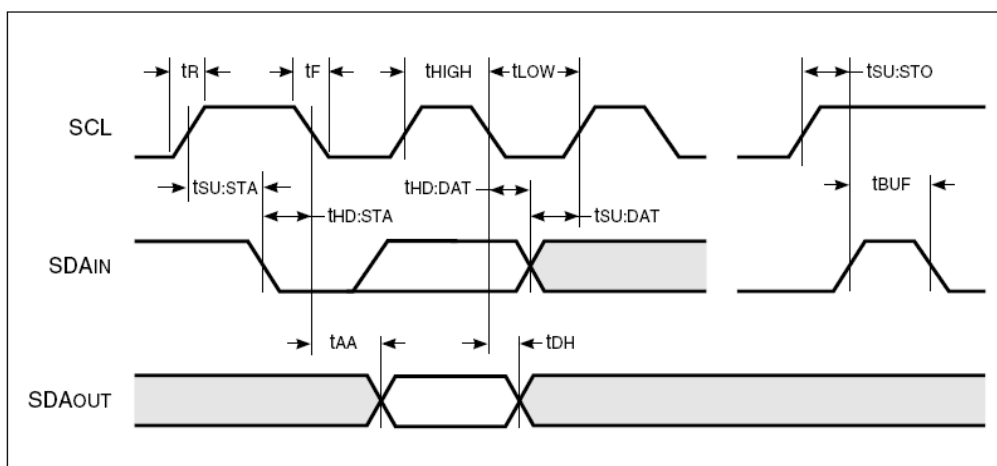 tR tF tHIGH tLOW tSU:STO
SCL
tSU:STA tHD:DAT tBUF
tHD:STA tSU:DAT
SDAIN
tAA tDH
SDAOUT